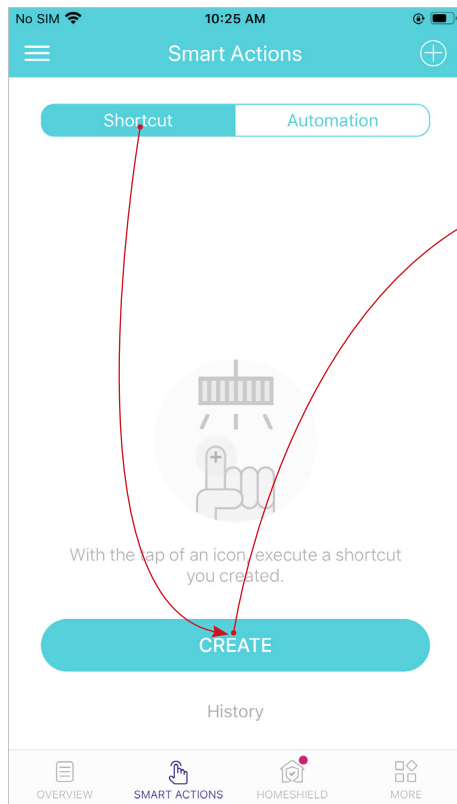 No SIM 10:25 AM
Smart Actions
Shortcut Automation
With the tap of an icon, execute a shortcut
you created.
CREATE
History
OVERVIEW SMART ACTIONS HOMESHIELD MORE